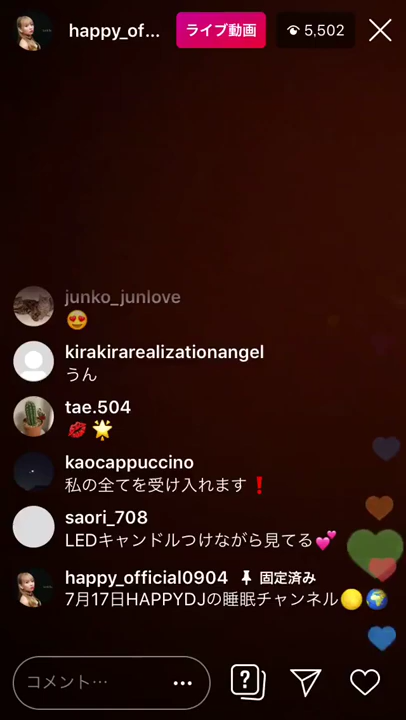 happy_of...
ライブ動画
5,502
junko_junlove
😍
kirakirarealizationangel
うん
tae.504
💋🌟
kaocappuccino
私の全てを受け入れます❗
saori_708
LEDキャンドルつけながら見てる💕
happy_official0904 📌 固定済み
7月17日HAPPYDJの睡眠チャンネル🌕🌍
コメント…